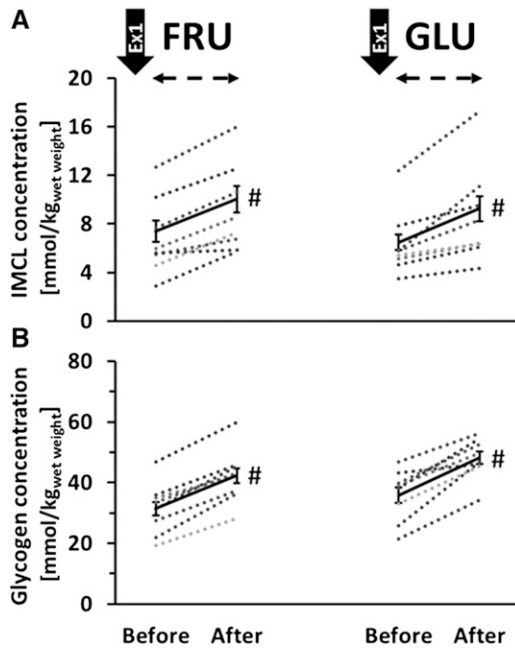 A
Ex1
FRU
Ex1
GLU
20
16
12
8
4
0
IMCL concentration
[mmol/kgwet weight]
#
#
B
80
60
40
20
0
Glycogen concentration
[mmol/kgwet weight]
#
#
Before After Before After